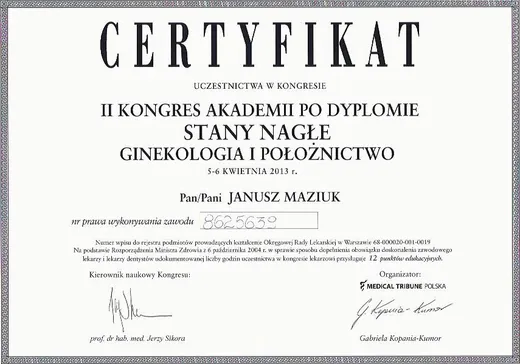 CERTYFIKAT
UCZESTNICTWA W KONGRESIE
II KONGRES AKADEMII PO DYPLOMIE
STANY NAGŁE
GINEKOLOGIA I POŁOŻNICTWO
5-6 KWIETNIA 2013 r.
Pan/Pani JANUSZ MAZIUK
nr prawa wykonywania zawodu 8625639
Numer wpisu do rejestru podmiotów prowadzących kształcenie Okręgowej Rady Lekarskiej w Warszawie 68-000020-001-0019
Na podstawie Rozporządzenia Ministra Zdrowia z 6 października 2004 r. w sprawie sposobu dopełnienia obowiązku doskonalenia zawodowego
lekarzy i lekarzy dentystów udokumentowanej liczby godzin uczestnictwa w kongresie lekarzowi przysługuje 12 punktów edukacyjnych.
Kierownik naukowy Kongresu:
Organizator:
MEDICAL TRIBUNE POLSKA
G. Kopania-Kumor
prof. dr hab. med. Jerzy Sikora
Gabriela Kopania-Kumor